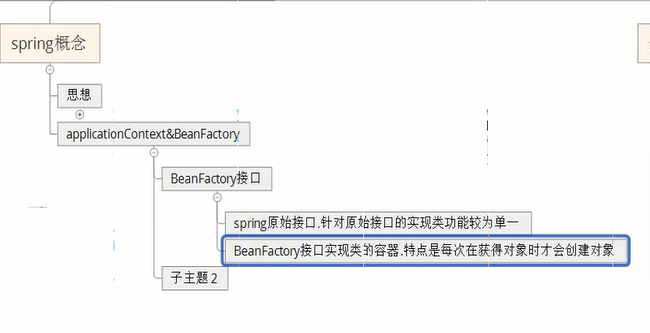 spring概念
思想
applicationContext&BeanFactory
BeanFactory接口
spring原始接口.针对原始接口的实现类功能较为单一
BeanFactory接口实现类的容器.特点是每次在获得对象时才会创建对象
子主题 2